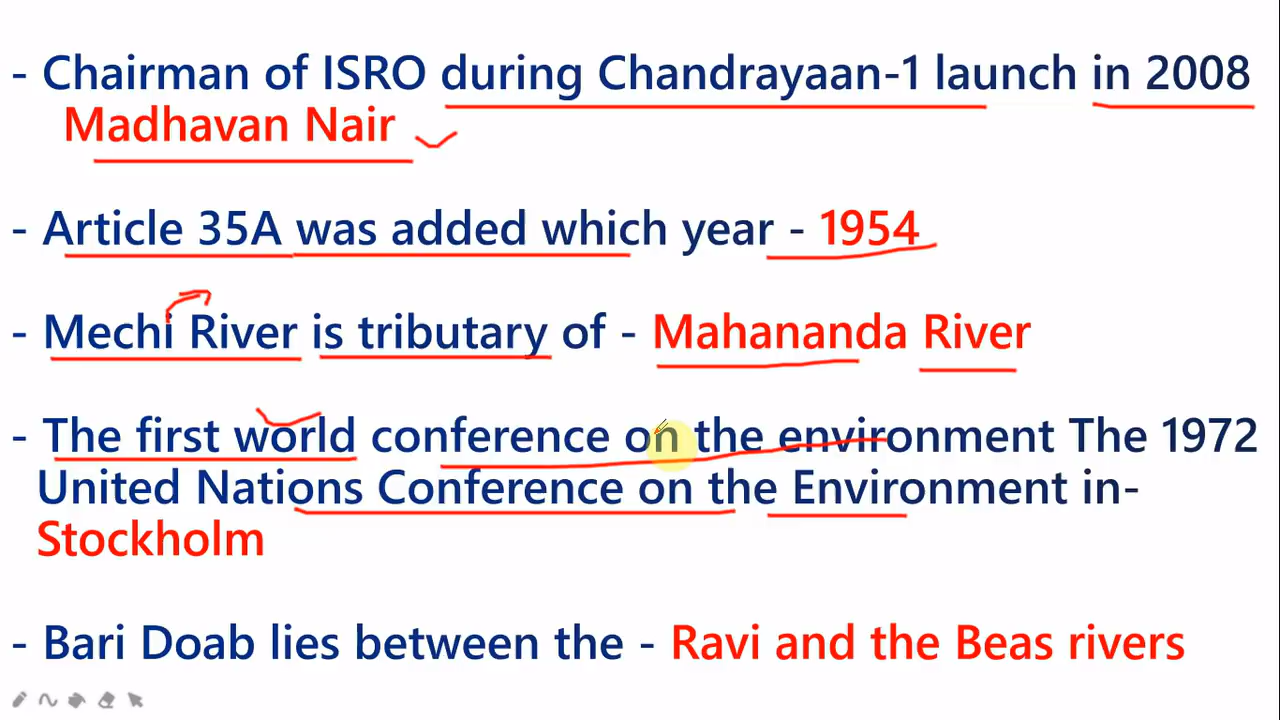 - Chairman of ISRO during Chandrayaan-1 launch in 2008
Madhavan Nair
- Article 35A was added which year - 1954
- Mechi River is tributary of - Mahananda River
- The first world conference on the environment The 1972
United Nations Conference on the Environment in-
Stockholm
- Bari Doab lies between the - Ravi and the Beas rivers